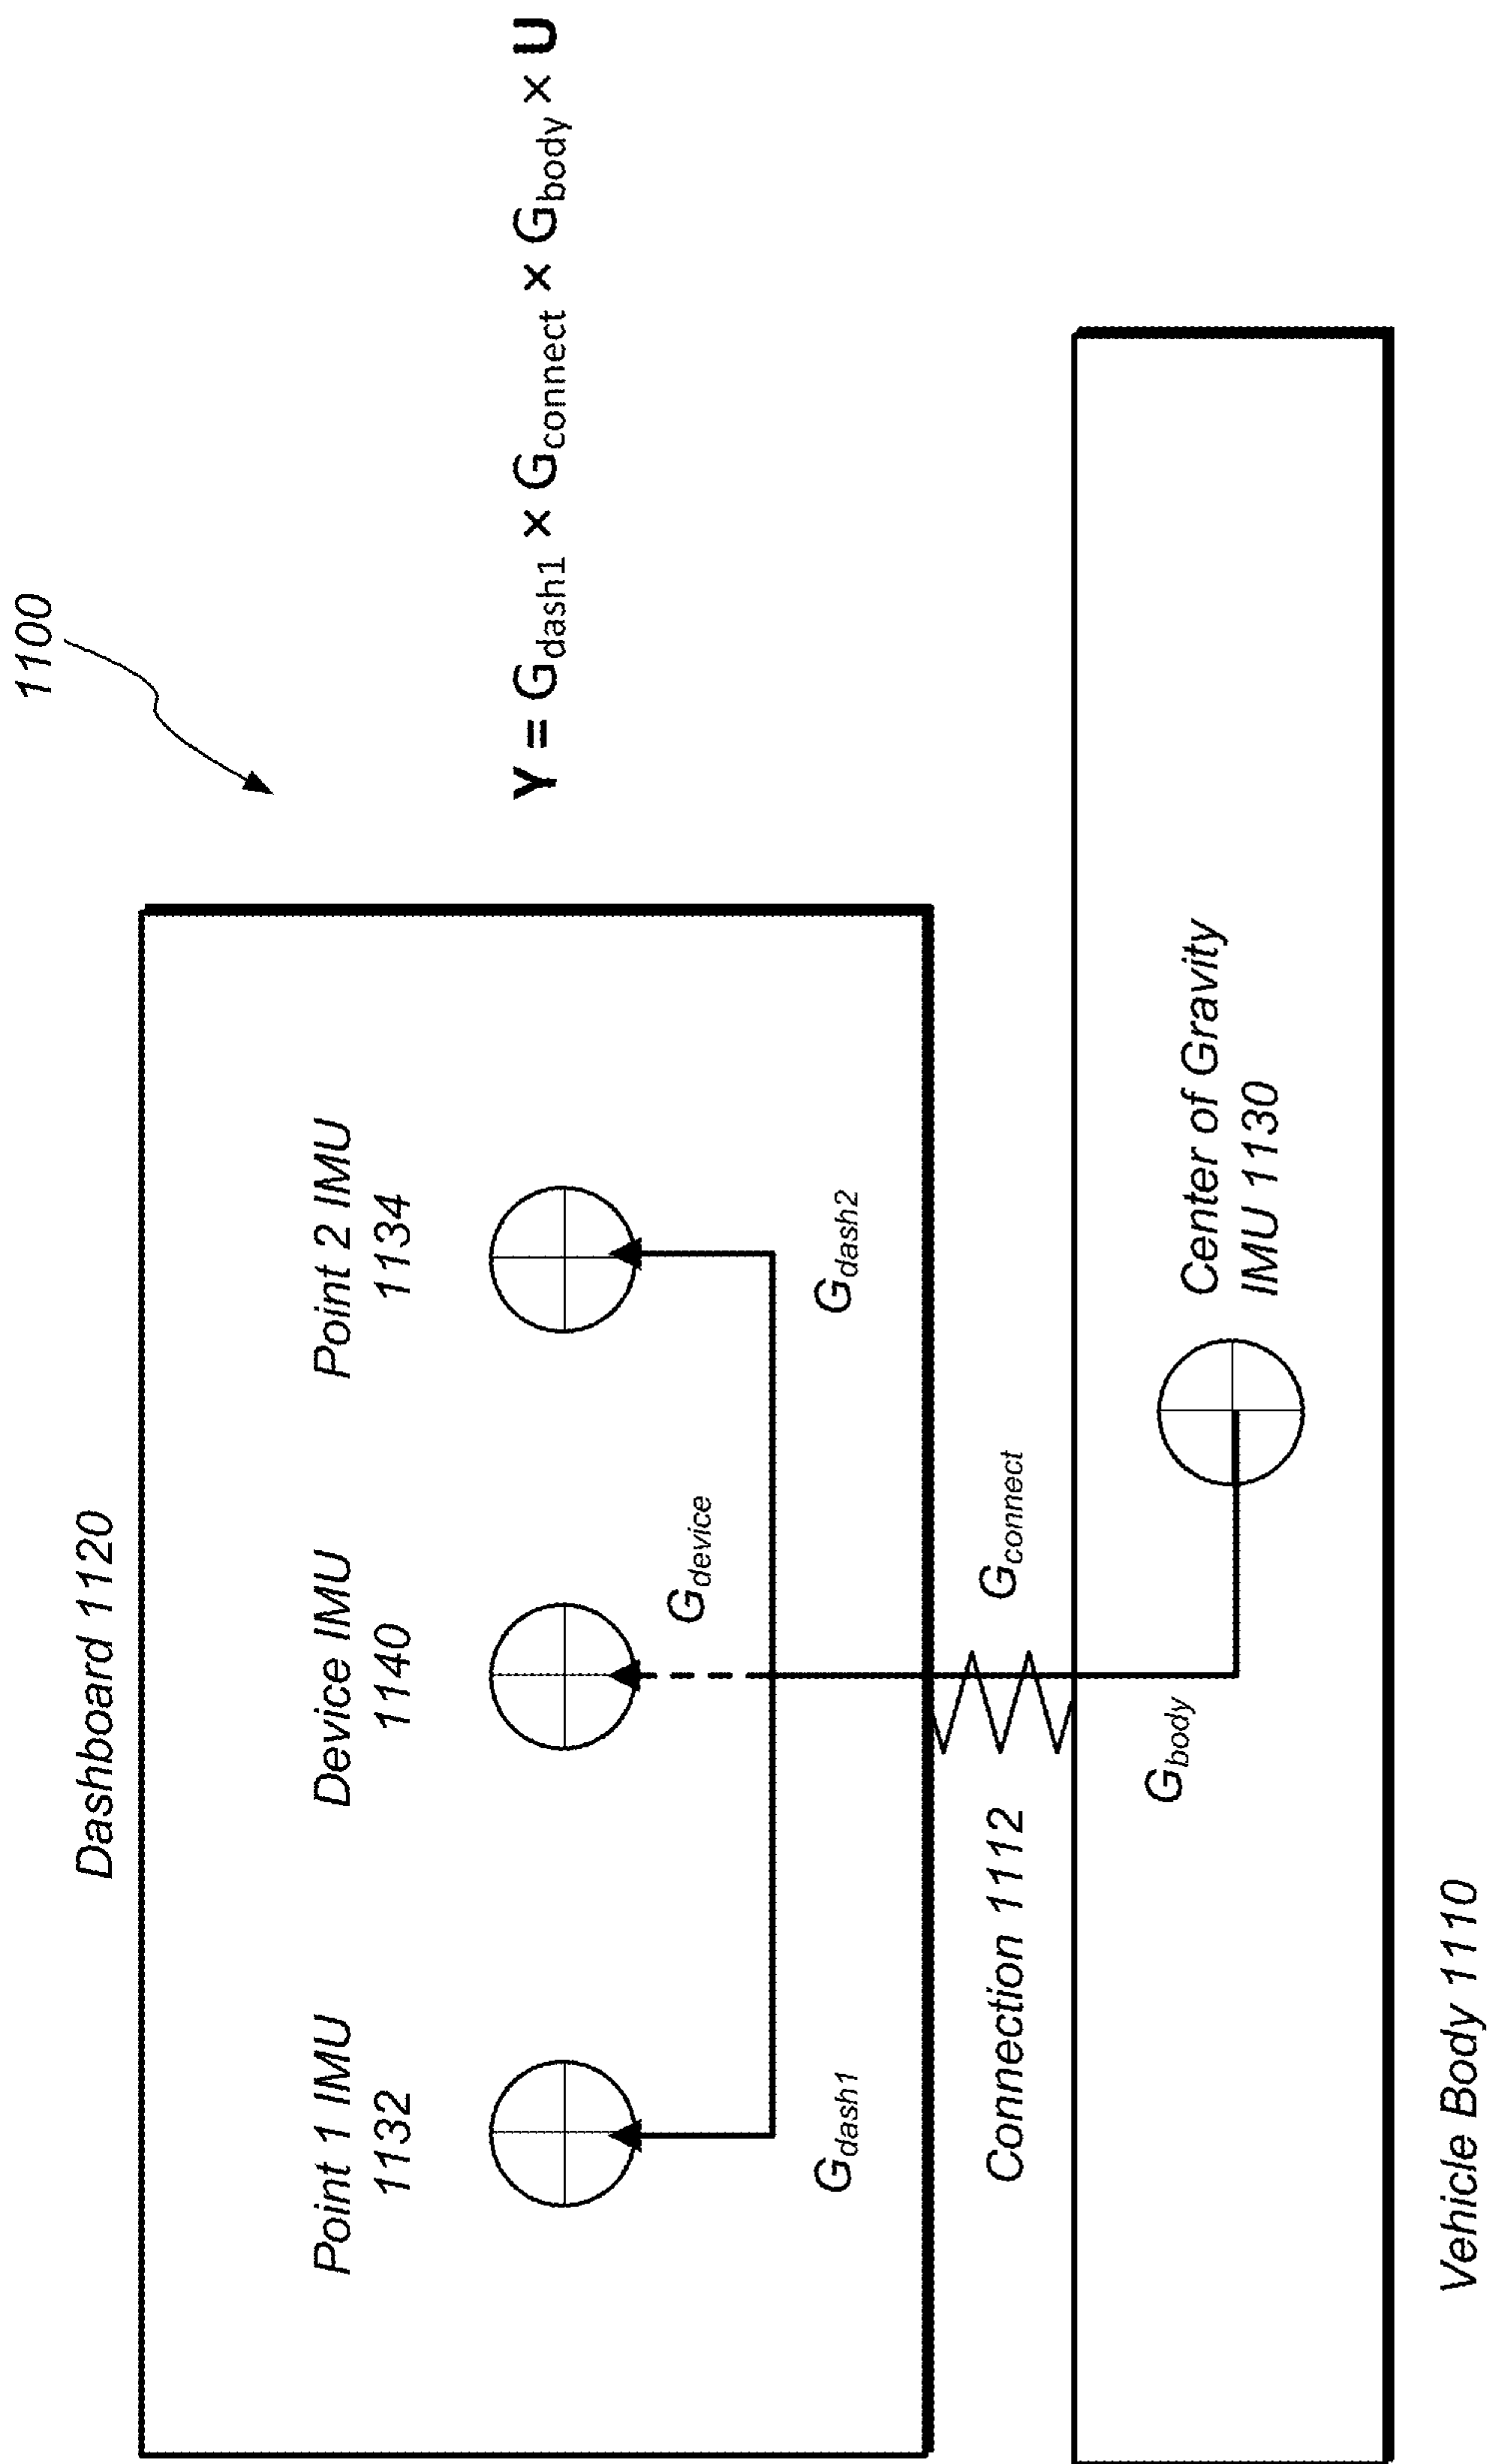 1100
Dashboard 1120
Point 1 IMU
1132
Device IMU
1140
Point 2 IMU
1134
Y = Gdash1 × Gconnect × Gbody × U
Gdevice
Gdash1
Gdash2
Connection 1112
Gconnect
Gbody
Center of Gravity
IMU 1130
Vehicle Body 1110